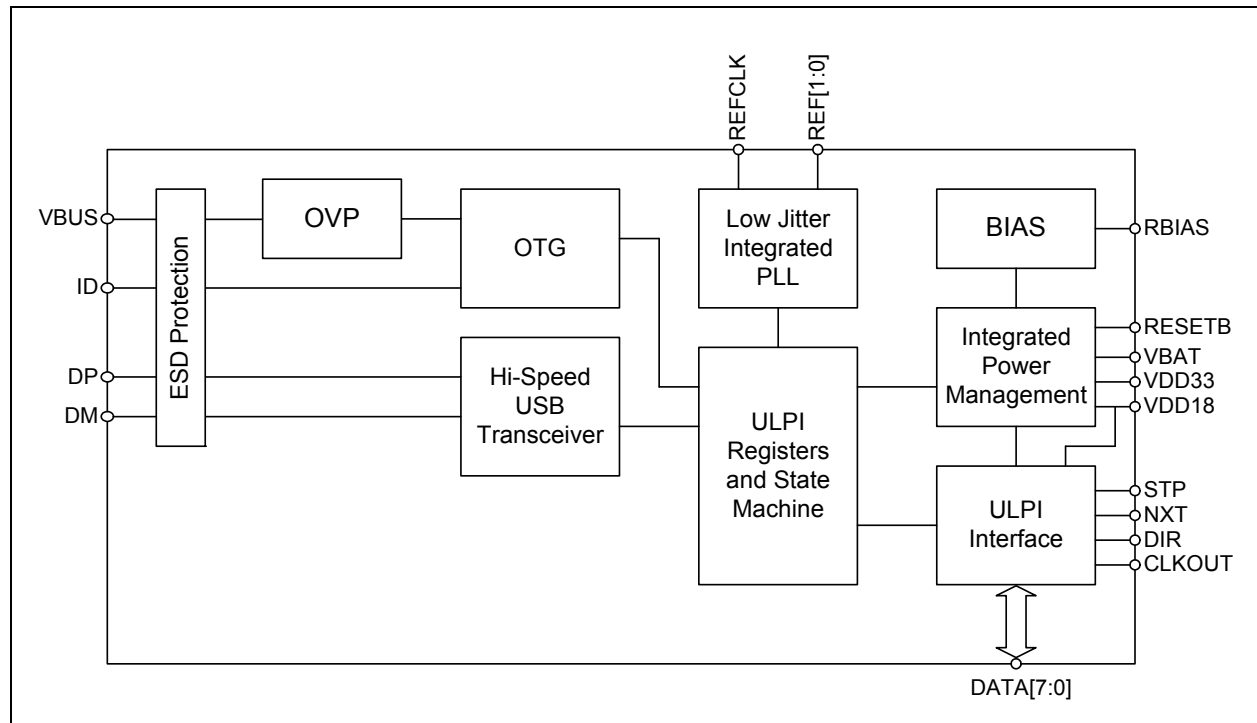 REFCLK
REF[1:0]
VBUS
ID
DP
DM
ESD Protection
OVP
OTG
Hi-Speed
USB
Transceiver
Low Jitter
Integrated
PLL
ULPI
Registers
and State
Machine
BIAS
Integrated
Power
Management
ULPI
Interface
RBIAS
RESETB
VBAT
VDD33
VDD18
STP
NXT
DIR
CLKOUT
DATA[7:0]